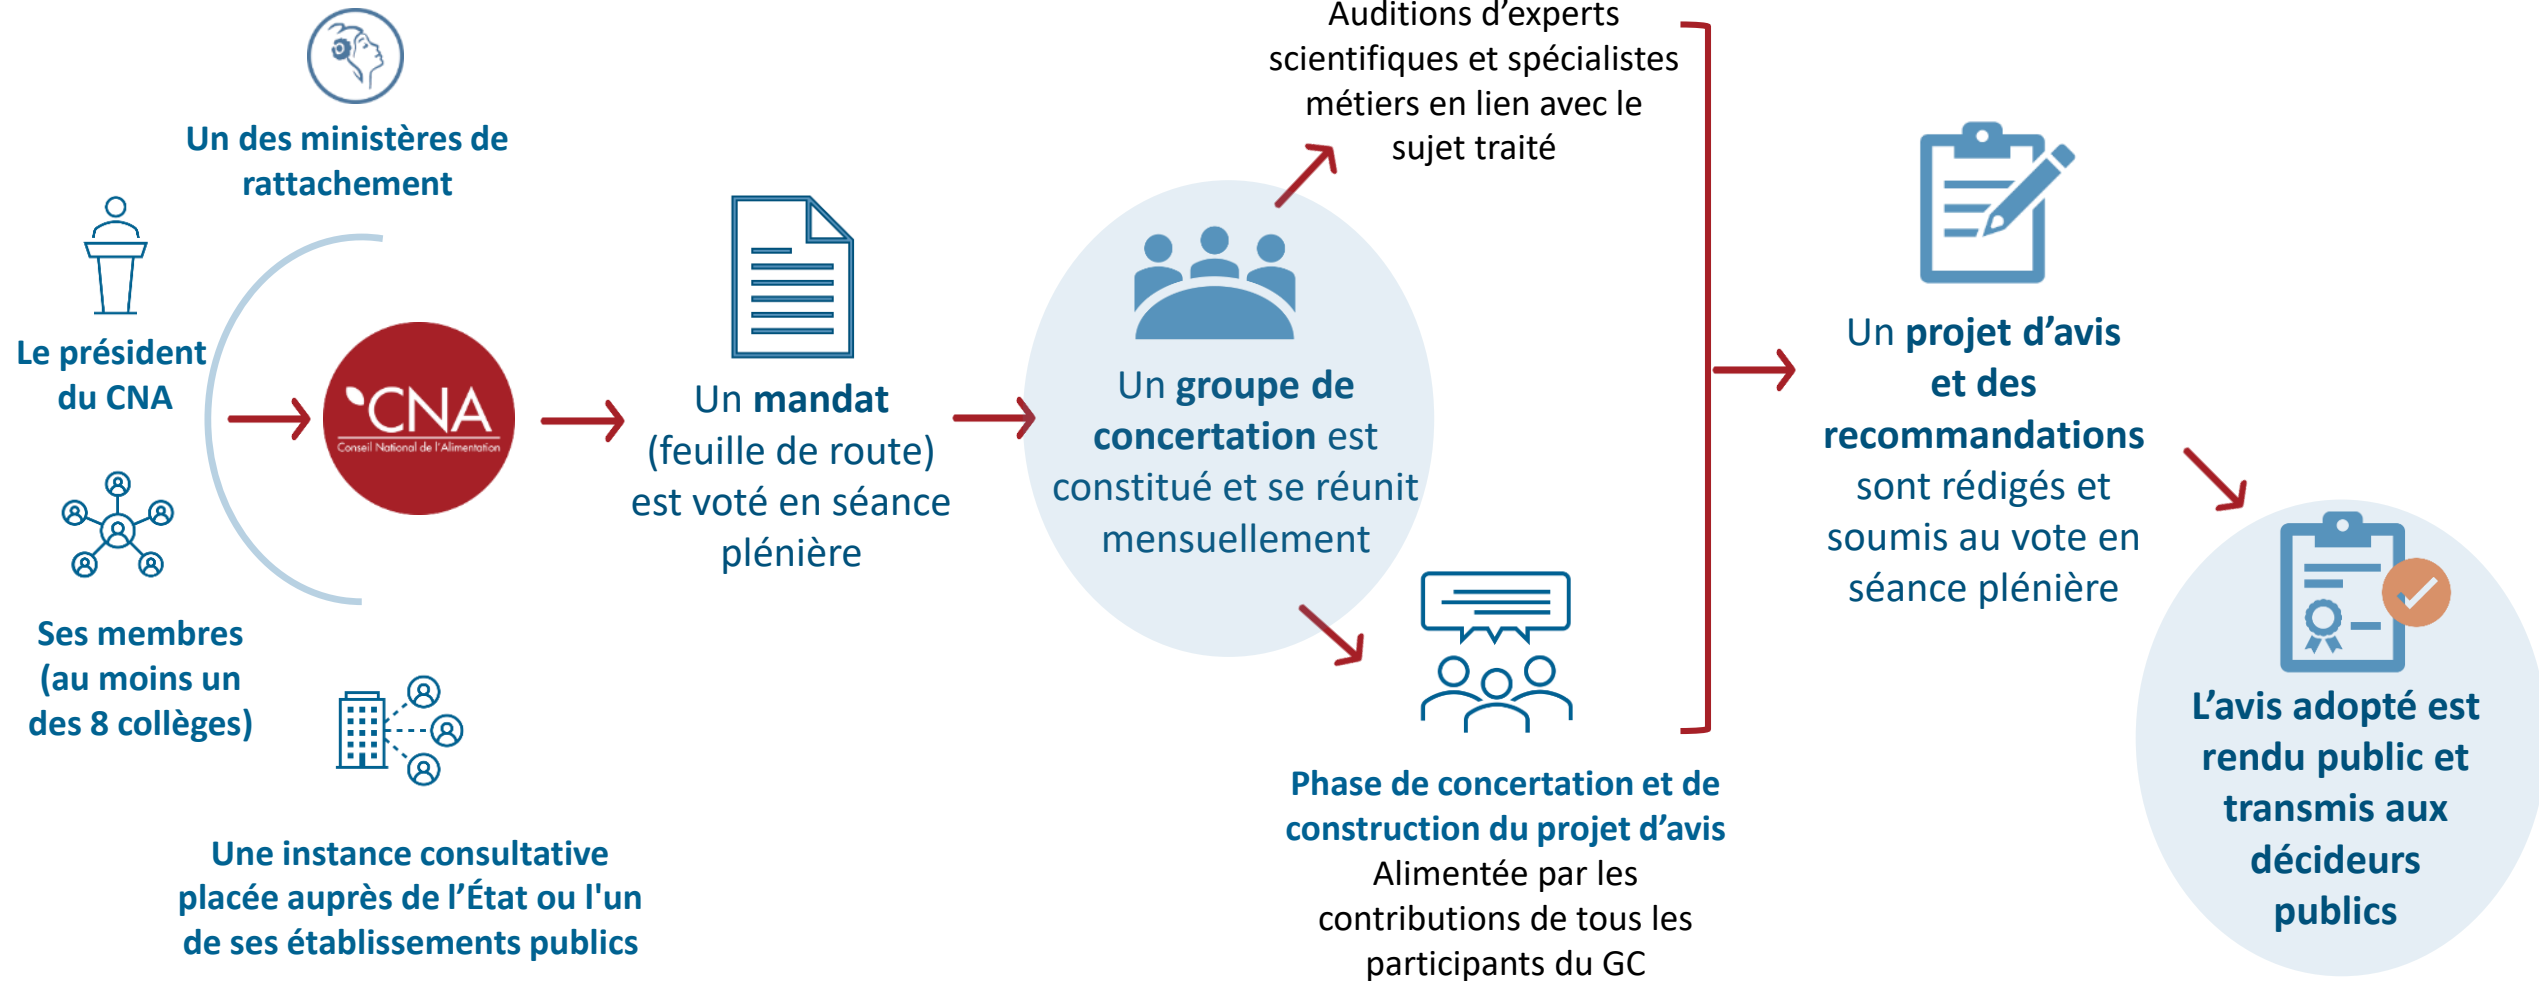 Un des ministères de
rattachement
Le président
du CNA
Ses membres
(au moins un
des 8 collèges)
Une instance consultative
placée auprès de l’État ou l'un
de ses établissements publics
CNA
Conseil National de l'Alimentation
Un mandat
(feuille de route)
est voté en séance
plénière
Un groupe de
concertation est
constitué et se réunit
mensuellement
Auditions d’experts
scientifiques et spécialistes
métiers en lien avec le
sujet traité
Phase de concertation et de
construction du projet d’avis
Alimentée par les
contributions de tous les
participants du GC
Un projet d’avis
et des
recommandations
sont rédigés et
soumis au vote en
séance plénière
L’avis adopté est
rendu public et
transmis aux
décideurs
publics